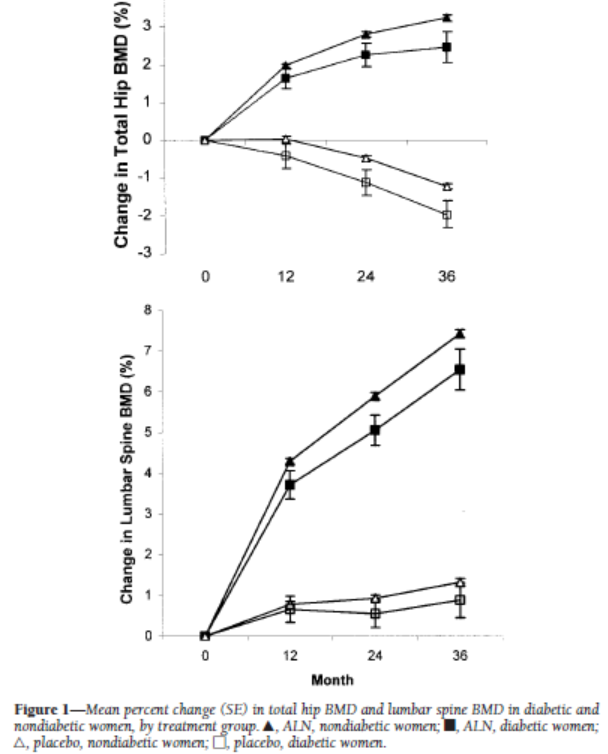 Change in Total Hip BMD (%)
3
2
1
0
-1
-2
-3
0 12 24 36
Change in Lumbar Spine BMD (%)
8
7
6
5
4
3
2
1
0
0 12 24 36
Month
Figure 1—Mean percent change (SE) in total hip BMD and lumbar spine BMD in diabetic and
nondiabetic women, by treatment group. ▲, ALN, nondiabetic women; ■, ALN, diabetic women;
△, placebo, nondiabetic women; □, placebo, diabetic women.